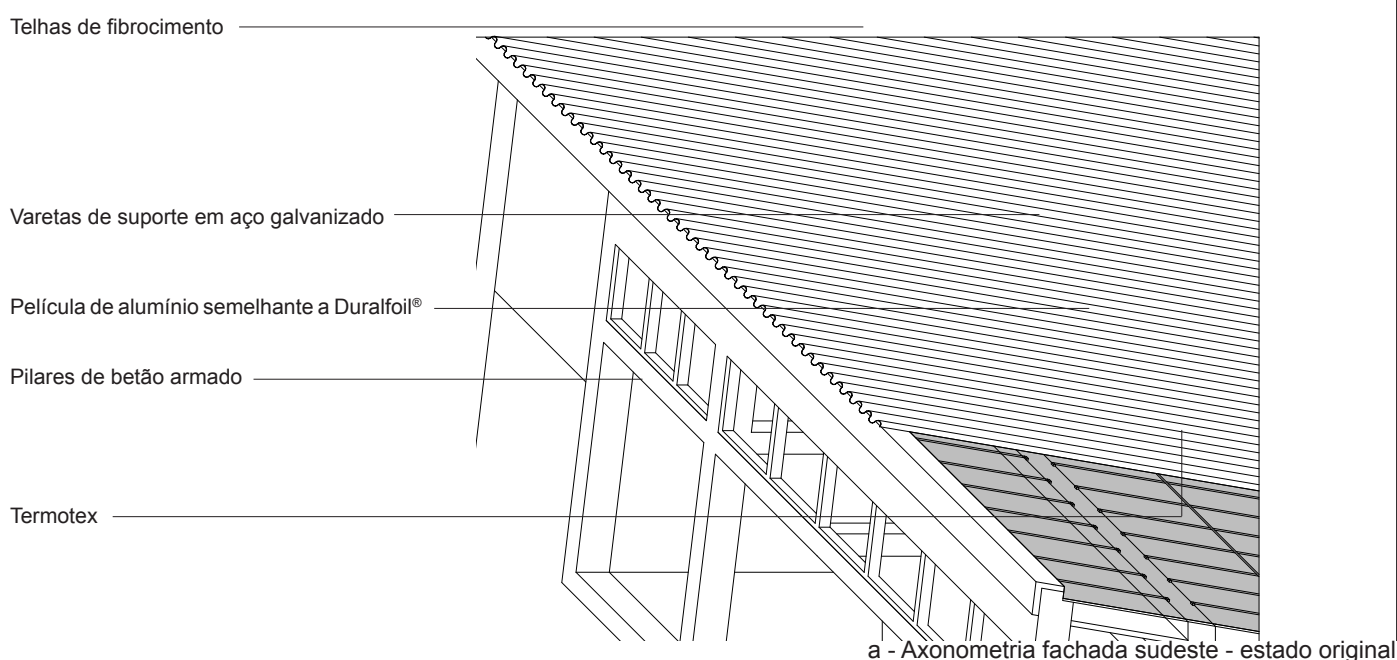 Telhas de fibrocimento
Varetas de suporte em aço galvanizado
Película de alumínio semelhante a Duralfoil®
Pilares de betão armado
Termotex
a - Axonometria fachada sudeste - estado original